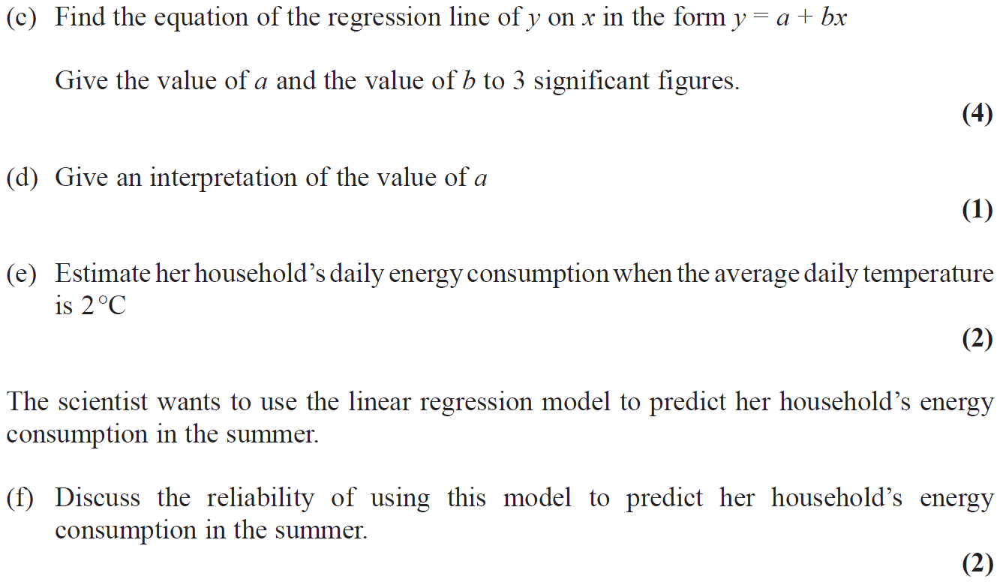 (c) Find the equation of the regression line of y on x in the form y = a + bx
Give the value of a and the value of b to 3 significant figures.
(4)
(d) Give an interpretation of the value of a
(1)
(e) Estimate her household’s daily energy consumption when the average daily temperature
is 2 °C
(2)
The scientist wants to use the linear regression model to predict her household’s energy
consumption in the summer.
(f) Discuss the reliability of using this model to predict her household’s energy
consumption in the summer.
(2)